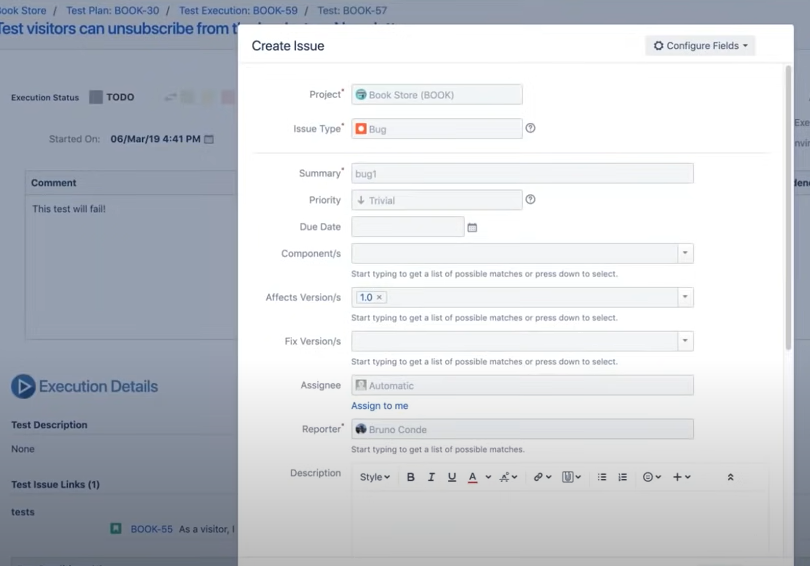 Book Store / Test Plan: BOOK-30 / Test Execution: BOOK-59 / Test: BOOK-57
Test visitors can unsubscribe from
Create Issue
Configure Fields
Execution Status TODO
Project*
Book Store (BOOK)
Issue Type*
Bug
Started On: 06/Mar/19 4:41 PM
Summary*
bug1
Comment
Priority
Trivial
This test will fail!
Due Date
Component/s
Start typing to get a list of possible matches or press down to select.
Affects Version/s
1.0 ×
Start typing to get a list of possible matches or press down to select.
Fix Version/s
Start typing to get a list of possible matches or press down to select.
Execution Details
Assignee
Automatic
Assign to me
Test Description
Reporter*
Bruno Conde
None
Start typing to get a list of possible matches.
Description
Style B I U A
Test Issue Links (1)
tests
BOOK-55 As a visitor, I